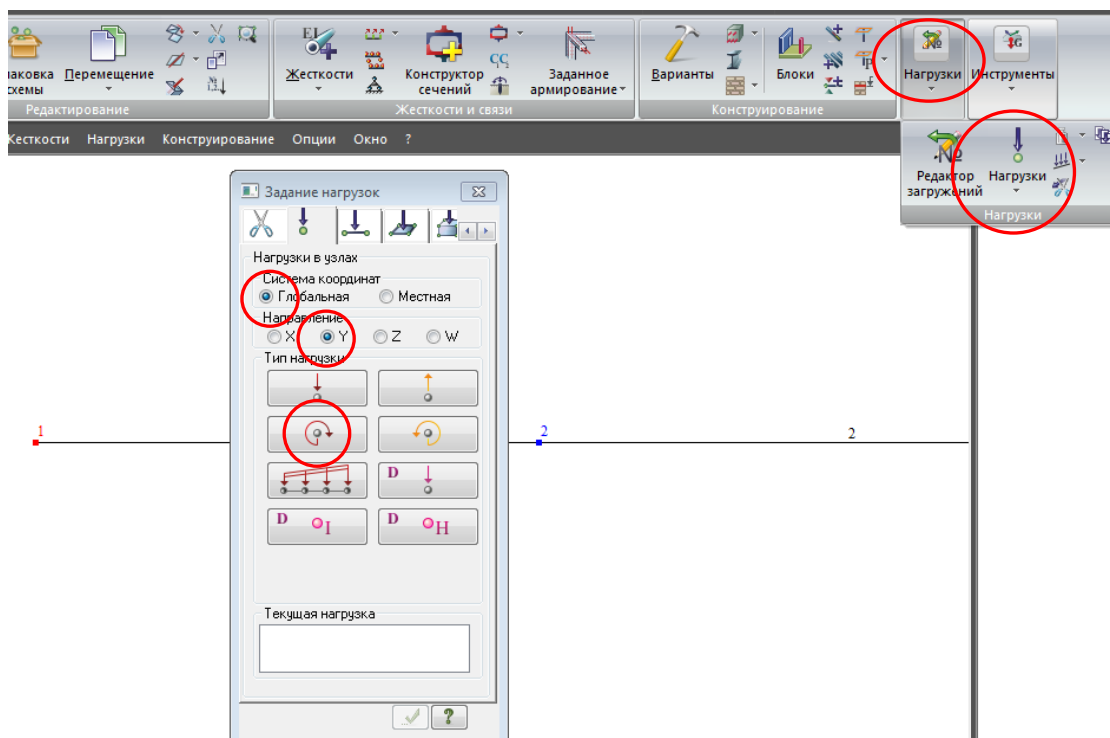 Жесткости
Перемещение
Конструктор
сечений
Заданное
армирование
Варианты
Блоки
Нагрузки
Инструменты
схемы
Редактирование
Жесткости и связи
Конструирование
Жесткости Нагрузки Конструирование Опции Окно ?
Редактор
загружений
Нагрузки
Нагрузки
Задание нагрузок
Нагрузки в узлах
Система координат
Глобальная Местная
Направление
X Y Z W
Тип нагрузки
D
D I
D H
Текущая нагрузка
?
1
2
2